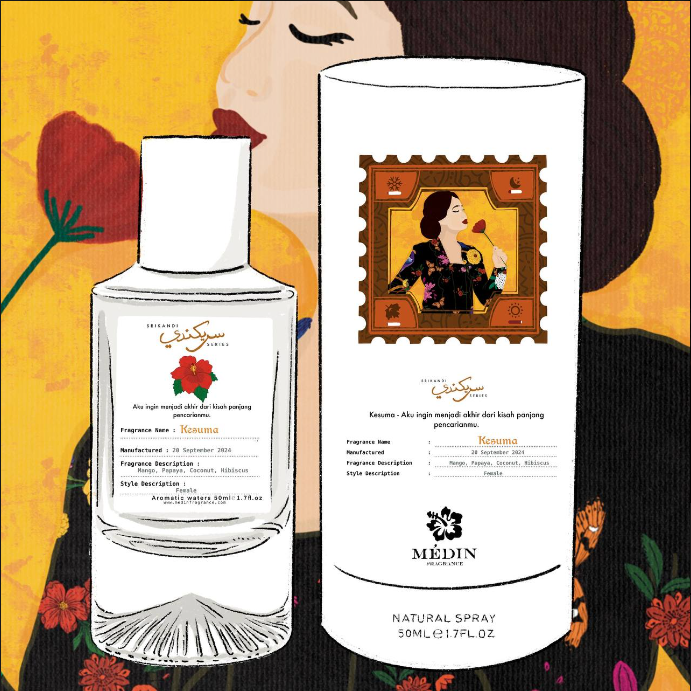 SRIKANDI
سريکندي
SERIES
Aku ingin menjadi akhir dari kisah panjang
pencarianmu.
Fragrance Name : Kesuma
Manufactured : 20 September 2024
Fragrance Description :
Mango, Papaya, Coconut, Hibiscus
Style Description :
Female
Aromatic waters 50ml℮1.7fl.oz
www.medinfragrance.com
SRIKANDI
سريکندي
SERIES
Kesuma - Aku ingin menjadi akhir dari kisah panjang
pencarianmu.
Fragrance Name : Kesuma
Manufactured : 20 September 2024
Fragrance Description : Mango, Papaya, Coconut, Hibiscus
Style Description : Female
MÉDIN
FRAGRANCE
NATURAL SPRAY
50ML℮1.7FL.OZ